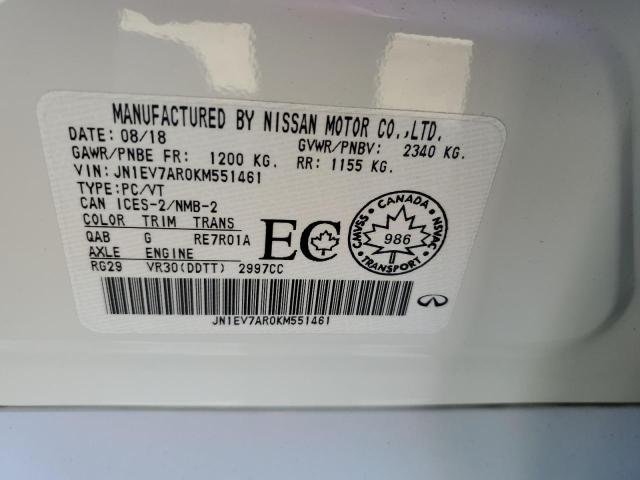 MANUFACTURED BY NISSAN MOTOR CO.,LTD.
DATE: 08/18 GVWR/PNBV: 2340 KG.
GAWR/PNBE FR: 1200 KG. RR: 1155 KG.
VIN: JN1EV7AR0KM551461
TYPE: PC/VT
CAN ICES-2/NMB-2
COLOR TRIM TRANS
QAB G RE7R01A
AXLE ENGINE
RG29 VR30(DDTT) 2997CC
EC
CANADA
CMVSS 986 NSVAC
TRANSPORT
JN1EV7AR0KM551461